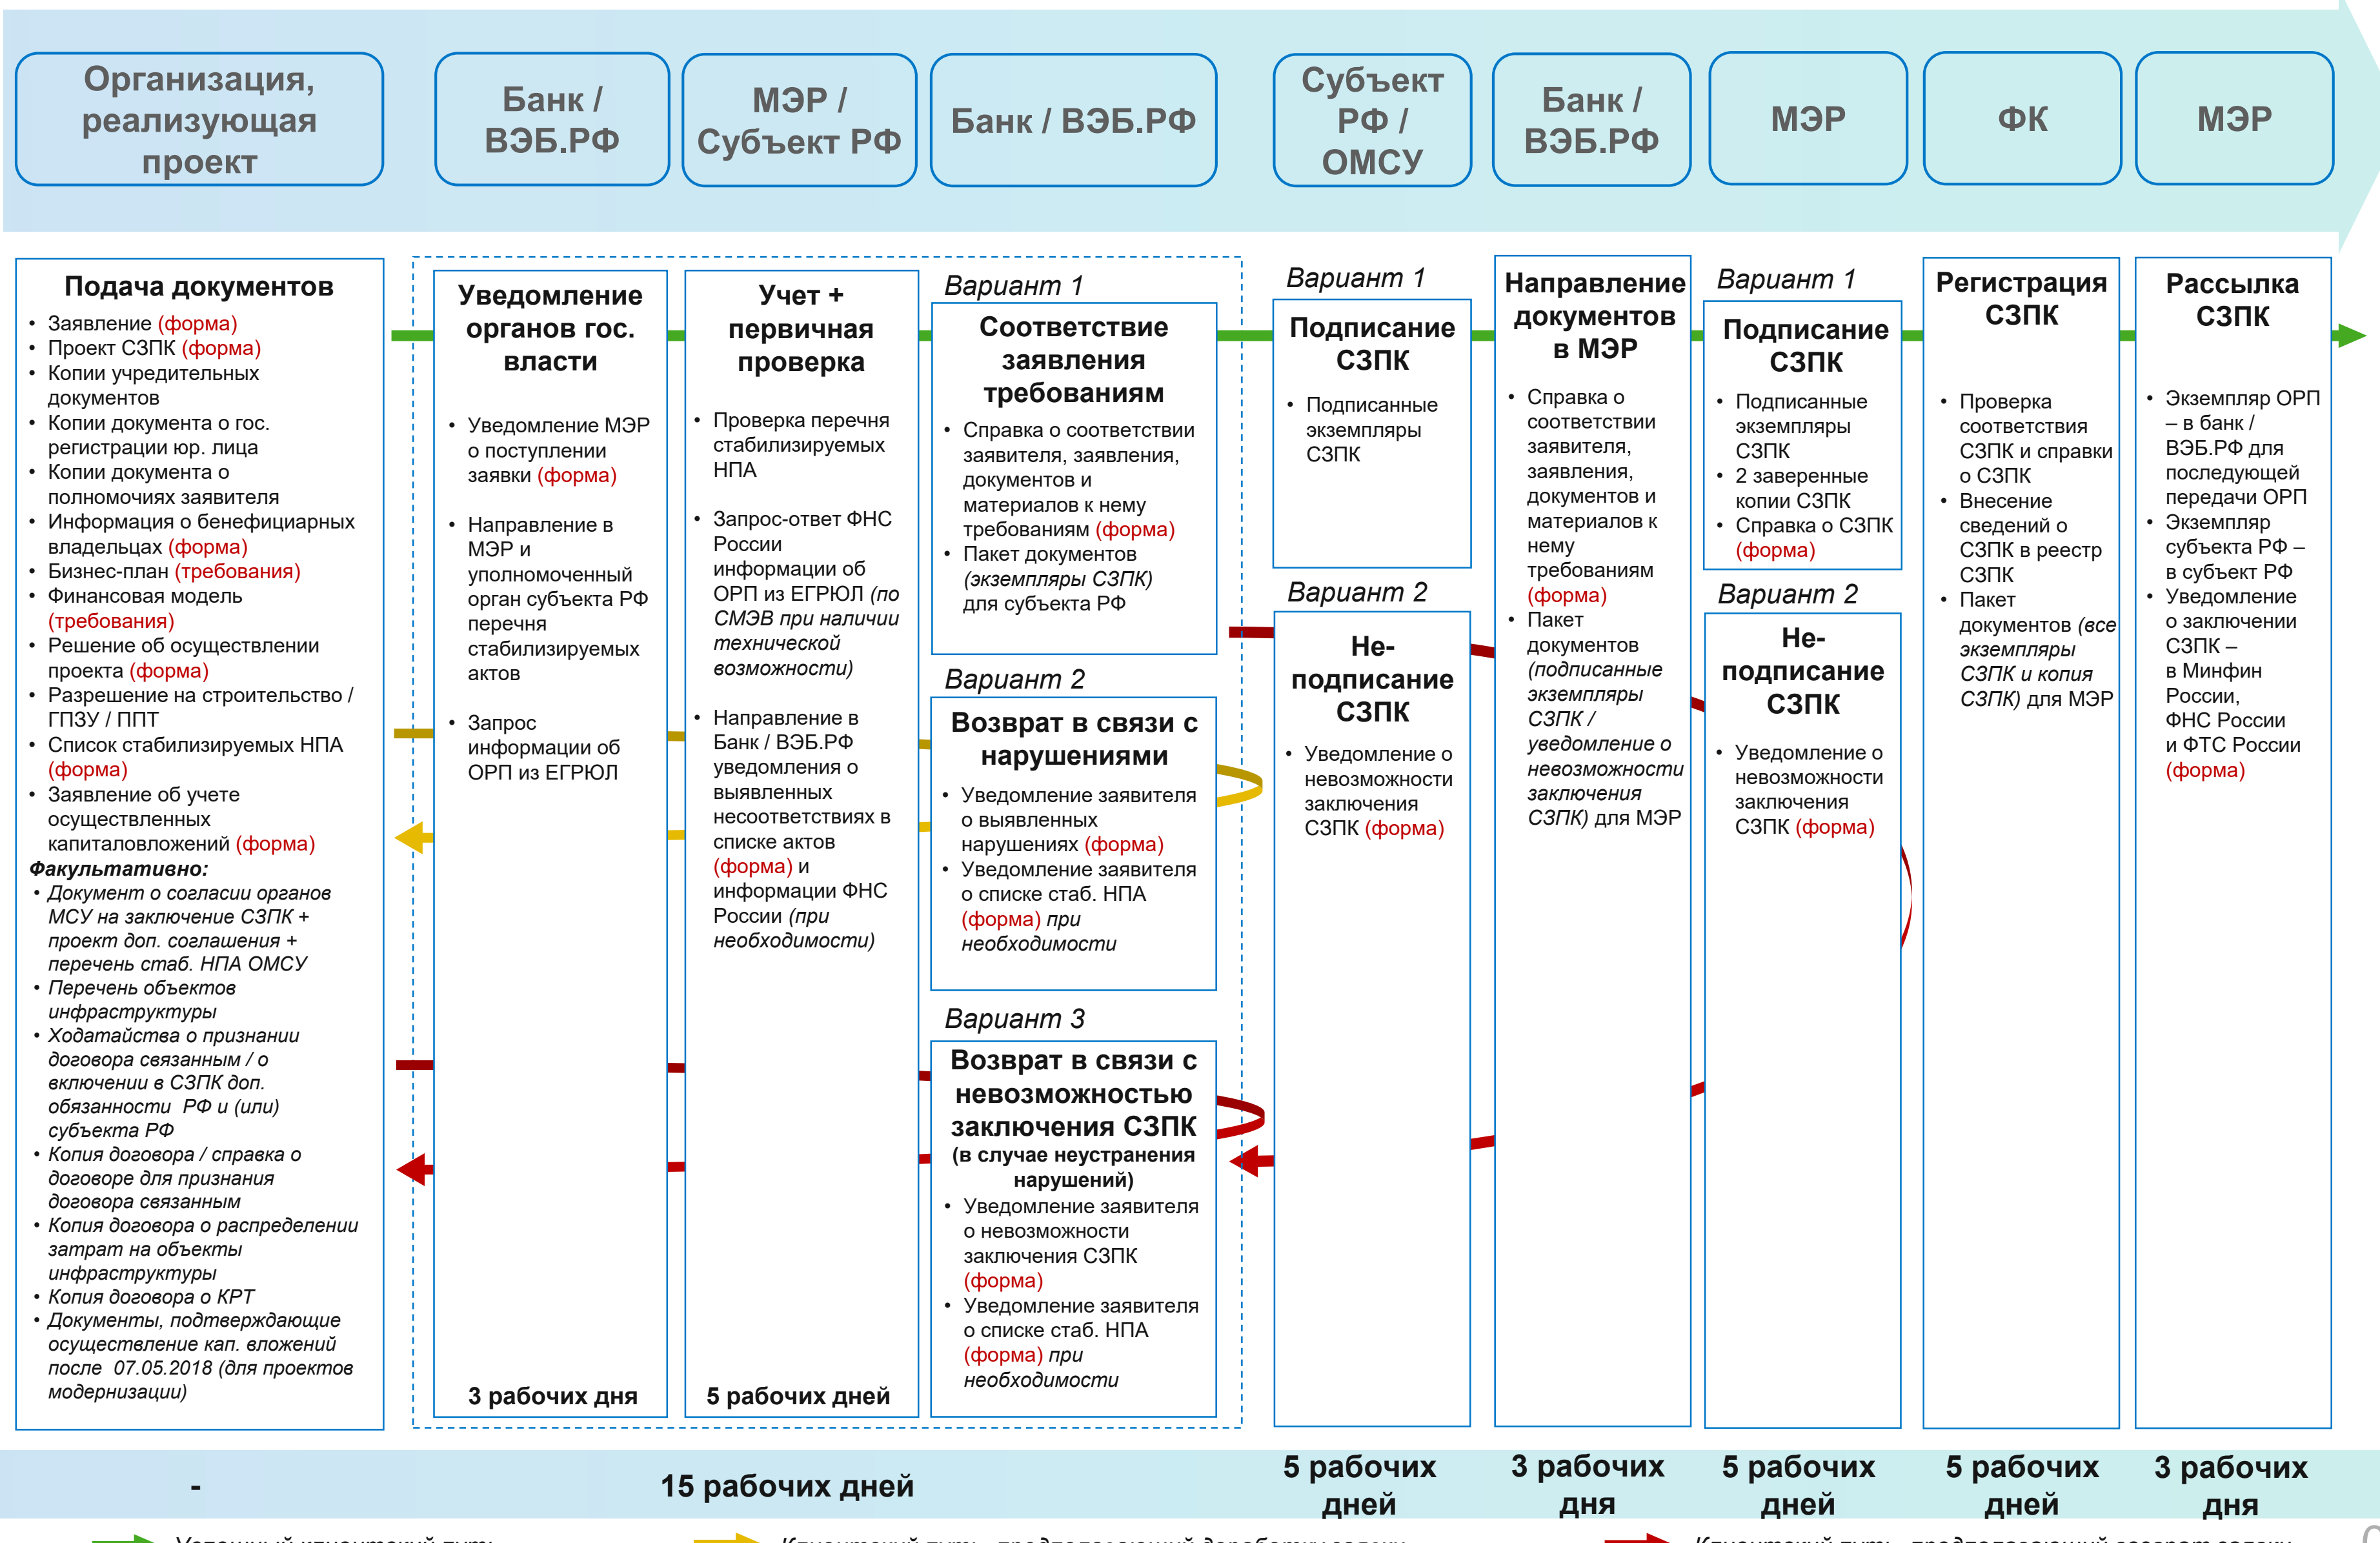 Организация,
реализующая
проект
Банк /
ВЭБ.РФ
МЭР /
Субъект РФ
Банк / ВЭБ.РФ
Субъект
РФ /
ОМСУ
Банк /
ВЭБ.РФ
МЭР
ФК
МЭР
Подача документов
• Заявление (форма)
• Проект СЗПК (форма)
• Копии учредительных
документов
• Копии документа о гос.
регистрации юр. лица
• Копии документа о
полномочиях заявителя
• Информация о бенефициарных
владельцах (форма)
• Бизнес-план (требования)
• Финансовая модель
(требования)
• Решение об осуществлении
проекта (форма)
• Разрешение на строительство /
ГПЗУ / ППТ
• Список стабилизируемых НПА
(форма)
• Заявление об учете
осуществленных
капиталовложений (форма)
Факультативно:
• Документ о согласии органов
МСУ на заключение СЗПК +
проект доп. соглашения +
перечень стаб. НПА ОМСУ
• Перечень объектов
инфраструктуры
• Ходатайства о признании
договора связанным / о
включении в СЗПК доп.
обязанности РФ и (или)
субъекта РФ
• Копия договора / справка о
договоре для признания
договора связанным
• Копия договора о распределении
затрат на объекты
инфраструктуры
• Копия договора о КРТ
• Документы, подтверждающие
осуществление кап. вложений
после 07.05.2018 (для проектов
модернизации)
Уведомление
органов гос.
власти
• Уведомление МЭР
о поступлении
заявки (форма)
• Направление в
МЭР и
уполномоченный
орган субъекта РФ
перечня
стабилизируемых
актов
• Запрос
информации об
ОРП из ЕГРЮЛ
3 рабочих дня
Учет +
первичная
проверка
• Проверка перечня
стабилизируемых
НПА
• Запрос-ответ ФНС
России
информации об
ОРП из ЕГРЮЛ (по
СМЭВ при наличии
технической
возможности)
• Направление в
Банк / ВЭБ.РФ
уведомления о
выявленных
несоответствиях в
списке актов
(форма) и
информации ФНС
России (при
необходимости)
5 рабочих дней
Вариант 1
Соответствие
заявления
требованиям
• Справка о соответствии
заявителя, заявления,
документов и
материалов к нему
требованиям (форма)
• Пакет документов
(экземпляры СЗПК)
для субъекта РФ
Вариант 2
Возврат в связи с
нарушениями
• Уведомление заявителя
о выявленных
нарушениях (форма)
• Уведомление заявителя
о списке стаб. НПА
(форма) при
необходимости
Вариант 3
Возврат в связи с
невозможностью
заключения СЗПК
(в случае неустранения
нарушений)
• Уведомление заявителя
о невозможности
заключения СЗПК
(форма)
• Уведомление заявителя
о списке стаб. НПА
(форма) при
необходимости
Вариант 1
Подписание
СЗПК
• Подписанные
экземпляры
СЗПК
Вариант 2
Не-
подписание
СЗПК
• Уведомление о
невозможности
заключения
СЗПК (форма)
Направление
документов
в МЭР
• Справка о
соответствии
заявителя,
заявления,
документов и
материалов к
нему
требованиям
(форма)
• Пакет
документов
(подписанные
экземпляры
СЗПК /
уведомление о
невозможности
заключения
СЗПК) для МЭР
Вариант 1
Подписание
СЗПК
• Подписанные
экземпляры
СЗПК
• 2 заверенные
копии СЗПК
• Справка о СЗПК
(форма)
Вариант 2
Не-
подписание
СЗПК
• Уведомление о
невозможности
заключения
СЗПК (форма)
Регистрация
СЗПК
• Проверка
соответствия
СЗПК и справки
о СЗПК
• Внесение
сведений о
СЗПК в реестр
СЗПК
• Пакет
документов (все
экземпляры
СЗПК и копия
СЗПК) для МЭР
Рассылка
СЗПК
• Экземпляр ОРП
– в банк /
ВЭБ.РФ для
последующей
передачи ОРП
• Экземпляр
субъекта РФ –
в субъект РФ
• Уведомление
о заключении
СЗПК –
в Минфин
России,
ФНС России
и ФТС России
(форма)
-
15 рабочих дней
5 рабочих
дней
3 рабочих
дня
5 рабочих
дней
5 рабочих
дней
3 рабочих
дня